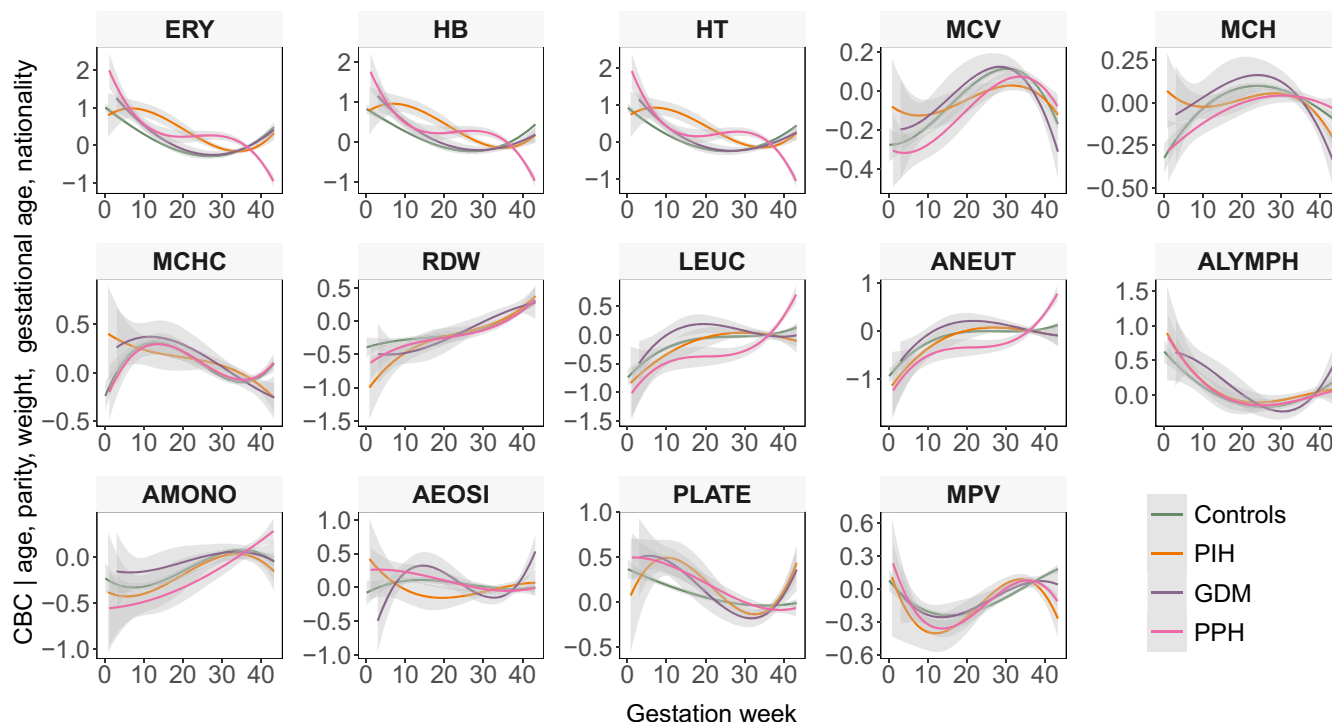 CBC | age, parity, weight, gestational age, nationality
ERY
HB
HT
MCV
MCH
2
1
0
−1
0 10 20 30 40
2
1
0
−1
0 10 20 30 40
2
1
0
−1
0 10 20 30 40
0.2
0.0
−0.2
−0.4
0 10 20 30 40
0.25
0.00
−0.25
−0.50
0 10 20 30 40
MCHC
RDW
LEUC
ANEUT
ALYMPH
0.5
0.0
−0.5
0 10 20 30 40
0.5
0.0
−0.5
−1.0
−1.5
0 10 20 30 40
0.5
0.0
−0.5
−1.0
−1.5
0 10 20 30 40
1
0
−1
0 10 20 30 40
1.5
1.0
0.5
0.0
0 10 20 30 40
AMONO
AEOSI
PLATE
MPV
0.0
−0.5
−1.0
0 10 20 30 40
1.0
0.5
0.0
−0.5
−1.0
0 10 20 30 40
1.0
0.5
0.0
−0.5
0 10 20 30 40
0.6
0.3
0.0
−0.3
−0.6
0 10 20 30 40
Controls
PIH
GDM
PPH
Gestation week